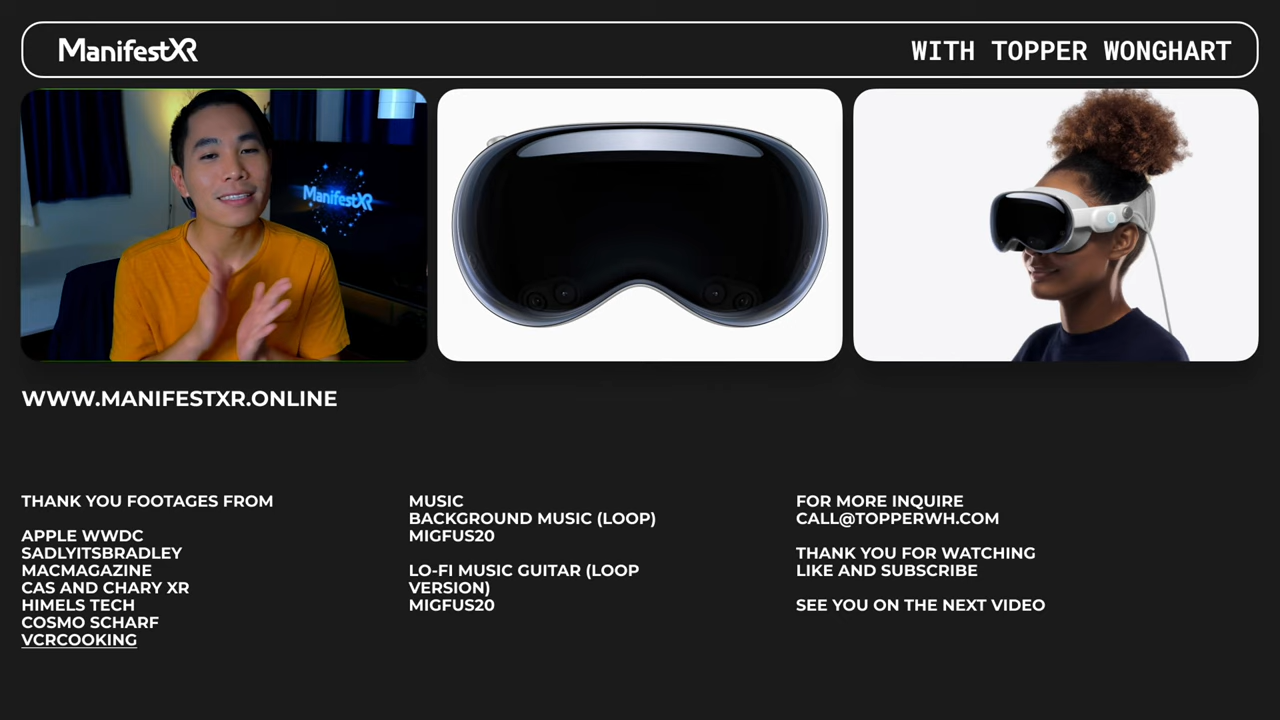 ManifestXR
WITH TOPPER WONGHART
ManifestXR
WWW.MANIFESTXR.ONLINE
THANK YOU FOOTAGES FROM
APPLE WWDC
SADLYITSBRADLEY
MACMAGAZINE
CAS AND CHARY XR
HIMELS TECH
COSMO SCHARF
VCRCOOKING
MUSIC
BACKGROUND MUSIC (LOOP)
MIGFUS20
LO-FI MUSIC GUITAR (LOOP
VERSION)
MIGFUS20
FOR MORE INQUIRE
CALL@TOPPERWH.COM
THANK YOU FOR WATCHING
LIKE AND SUBSCRIBE
SEE YOU ON THE NEXT VIDEO